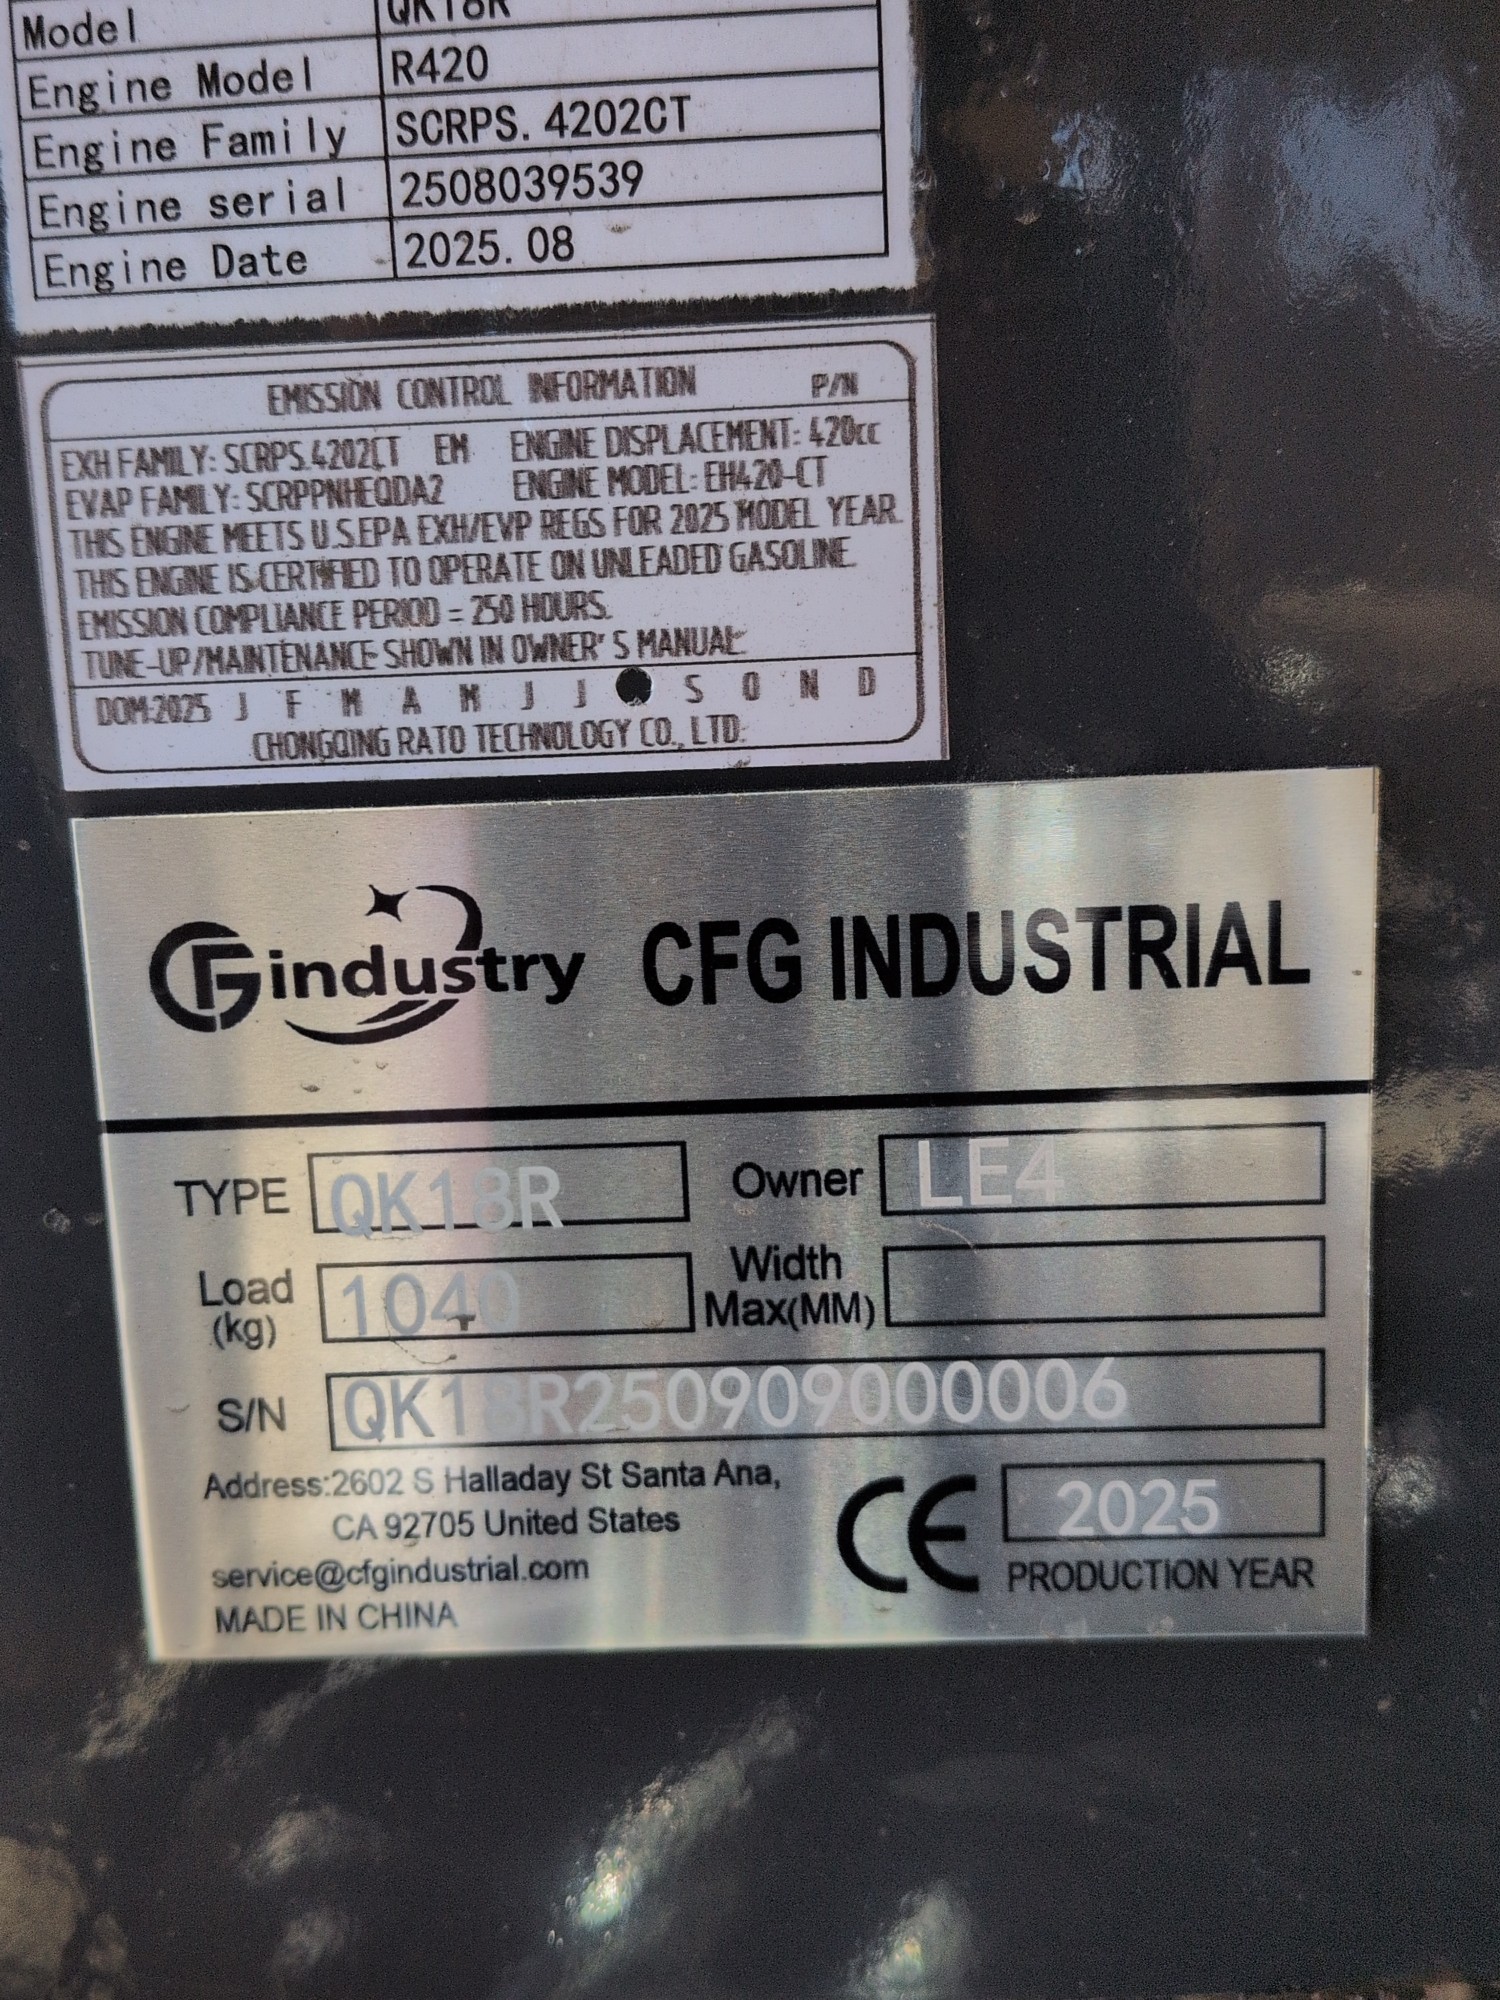 Model QK18R
Engine Model R420
Engine Family SCRPS. 4202CT
Engine serial 2508039539
Engine Date 2025. 08
EMISSION CONTROL INFORMATION P/N
EXH FAMILY: SCRPS.4202CT EM ENGINE DISPLACEMENT: 420cc
EVAP FAMILY: SCRPPNHEQDA2 ENGINE MODEL: EH420-CT
THIS ENGINE MEETS U.S.EPA EXH/EVP REGS FOR 2025 MODEL YEAR.
THIS ENGINE IS CERTIFIED TO OPERATE ON UNLEADED GASOLINE.
EMISSION COMPLIANCE PERIOD = 250 HOURS.
TUNE-UP/MAINTENANCE SHOWN IN OWNER' S MANUAL.
DOM:2025 J F M A M J J S O N D
CHONGQING RATO TECHNOLOGY CO., LTD.
CFG industry CFG INDUSTRIAL
TYPE QK18R Owner LE4
Load (kg) 1040 Width Max(MM)
S/N QK18R250909000006
Address:2602 S Halladay St Santa Ana,
CA 92705 United States
service@cfgindustrial.com
MADE IN CHINA
CE 2025
PRODUCTION YEAR